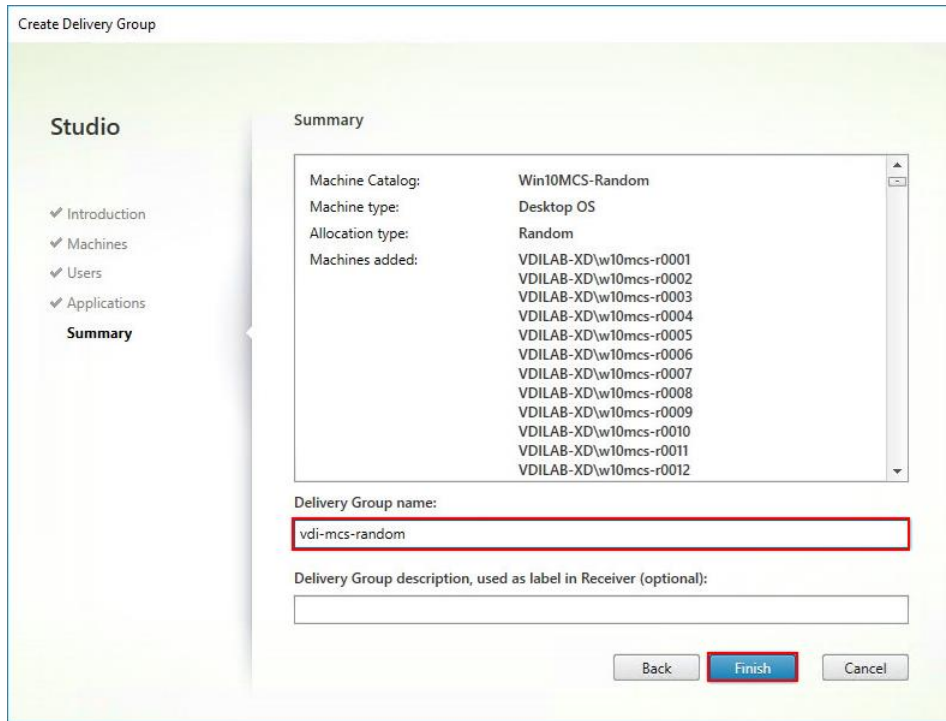 Create Delivery Group
Studio
Introduction
Machines
Users
Applications
Summary
Summary
Machine Catalog: Win10MCS-Random
Machine type: Desktop OS
Allocation type: Random
Machines added: VDILAB-XD\w10mcs-r0001
VDILAB-XD\w10mcs-r0002
VDILAB-XD\w10mcs-r0003
VDILAB-XD\w10mcs-r0004
VDILAB-XD\w10mcs-r0005
VDILAB-XD\w10mcs-r0006
VDILAB-XD\w10mcs-r0007
VDILAB-XD\w10mcs-r0008
VDILAB-XD\w10mcs-r0009
VDILAB-XD\w10mcs-r0010
VDILAB-XD\w10mcs-r0011
VDILAB-XD\w10mcs-r0012
Delivery Group name:
vdi-mcs-random
Delivery Group description, used as label in Receiver (optional):
Back Finish Cancel